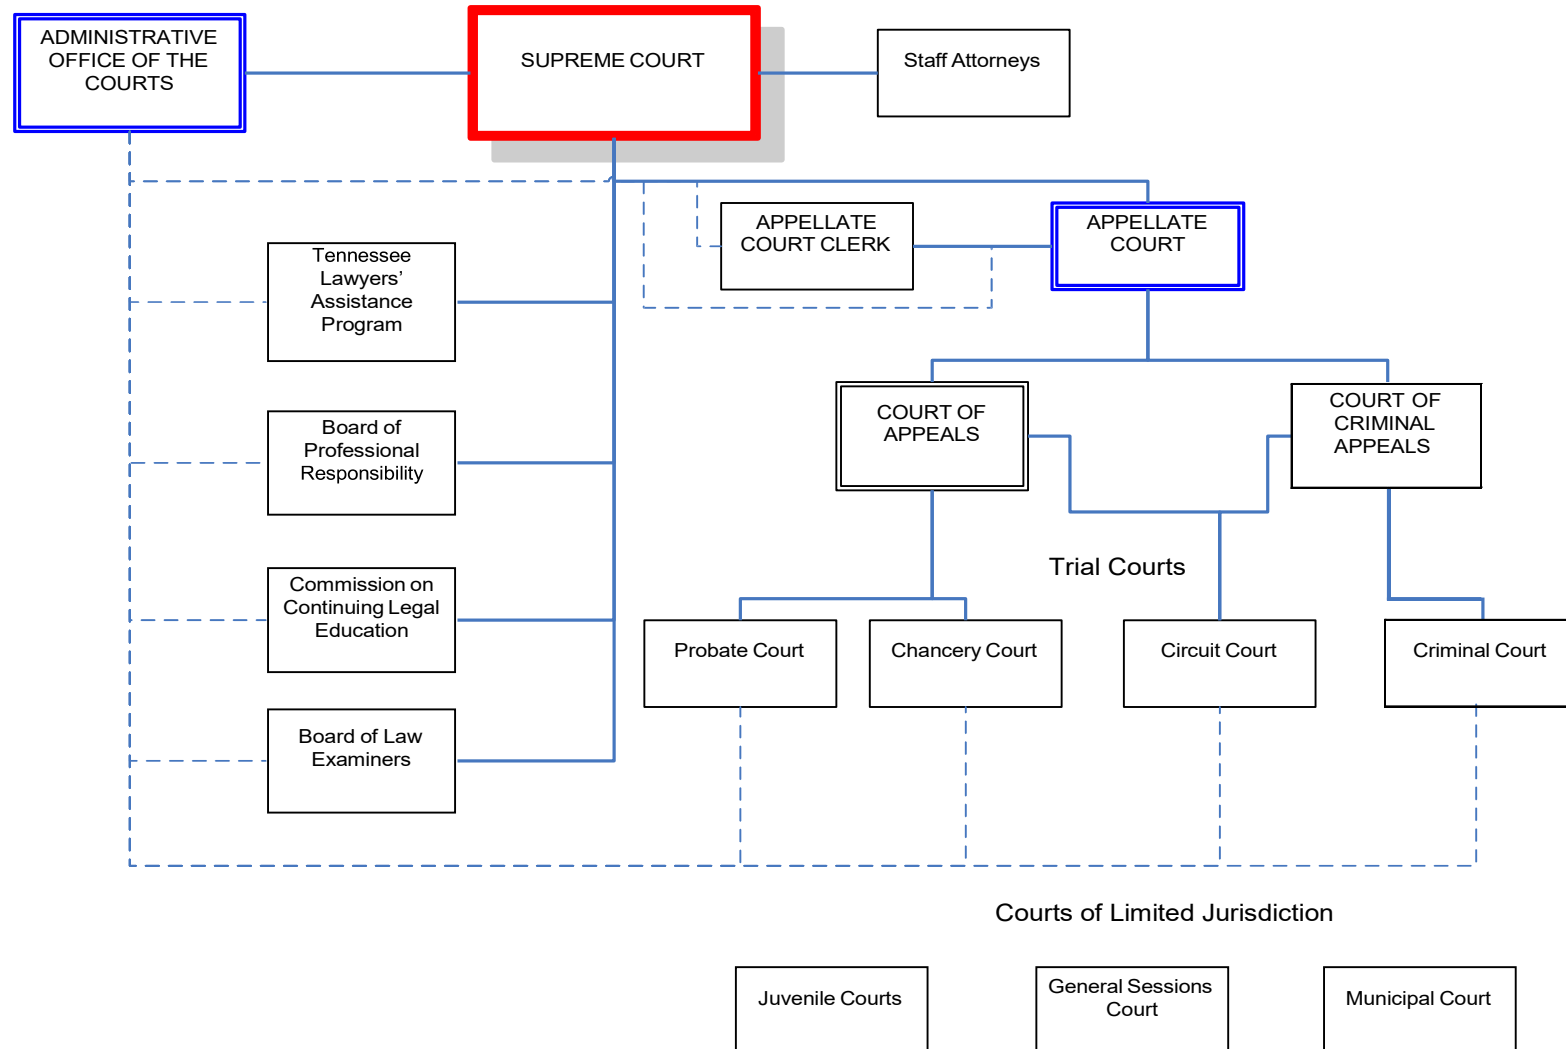 ADMINISTRATIVE
OFFICE OF THE
COURTS
SUPREME COURT
Staff Attorneys
APPELLATE
COURT CLERK
APPELLATE
COURT
Tennessee
Lawyers’
Assistance
Program
COURT OF
APPEALS
COURT OF
CRIMINAL
APPEALS
Board of
Professional
Responsibility
Trial Courts
Commission on
Continuing Legal
Education
Probate Court
Chancery Court
Circuit Court
Criminal Court
Board of Law
Examiners
Courts of Limited Jurisdiction
Juvenile Courts
General Sessions
Court
Municipal Court